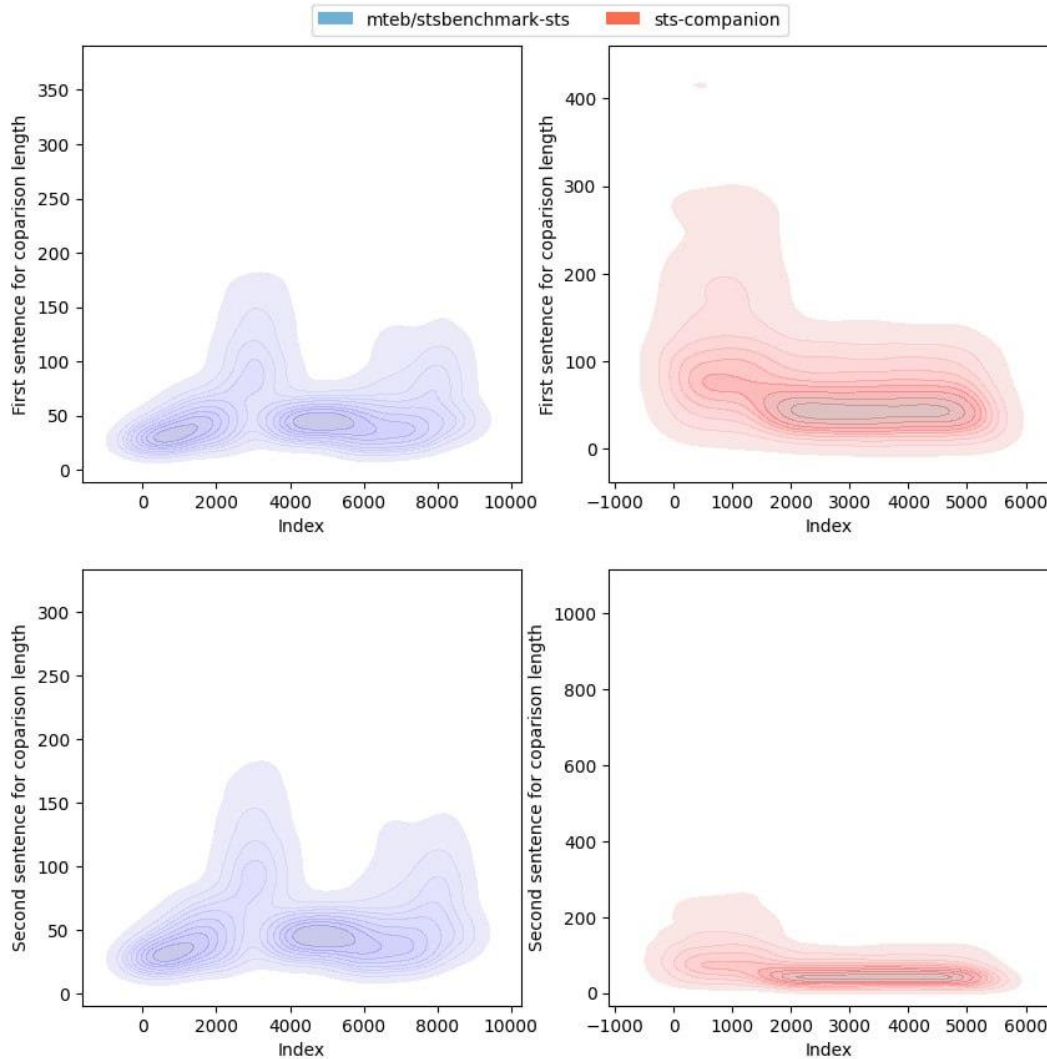 mteb/stsbenchmark-sts sts-companion
First sentence for coparison length
350
300
250
200
150
100
50
0
0 2000 4000 6000 8000 10000
Index
First sentence for coparison length
400
300
200
100
0
−1000 0 1000 2000 3000 4000 5000 6000
Index
Second sentence for coparison length
300
250
200
150
100
50
0
0 2000 4000 6000 8000 10000
Index
Second sentence for coparison length
1000
800
600
400
200
0
−1000 0 1000 2000 3000 4000 5000 6000
Index